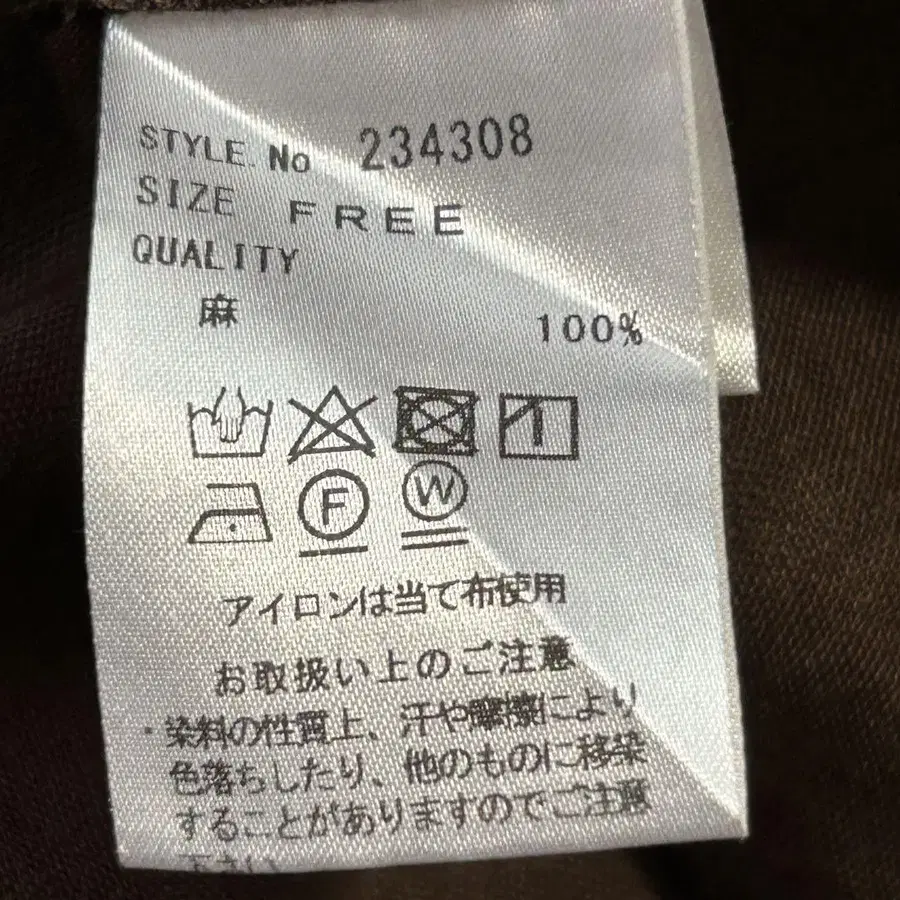 STYLE. No 234308
SIZE FREE
QUALITY
麻 100%
F W
アイロンは当て布使用
お取扱い上のご注意
・染料の性質上、汗や摩擦により
色落ちしたり、他のものに移染
することがありますのでご注意
下さい